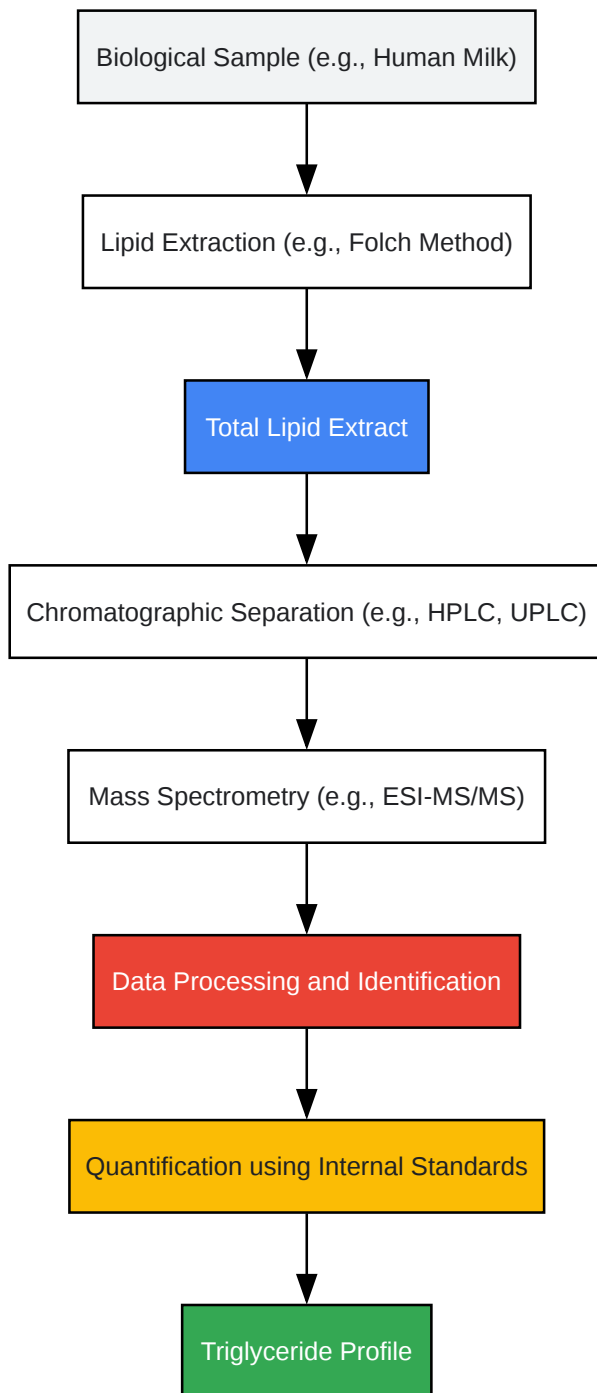 Biological Sample (e.g., Human Milk)
Lipid Extraction (e.g., Folch Method)
Total Lipid Extract
Chromatographic Separation (e.g., HPLC, UPLC)
Mass Spectrometry (e.g., ESI-MS/MS)
Data Processing and Identification
Quantification using Internal Standards
Triglyceride Profile